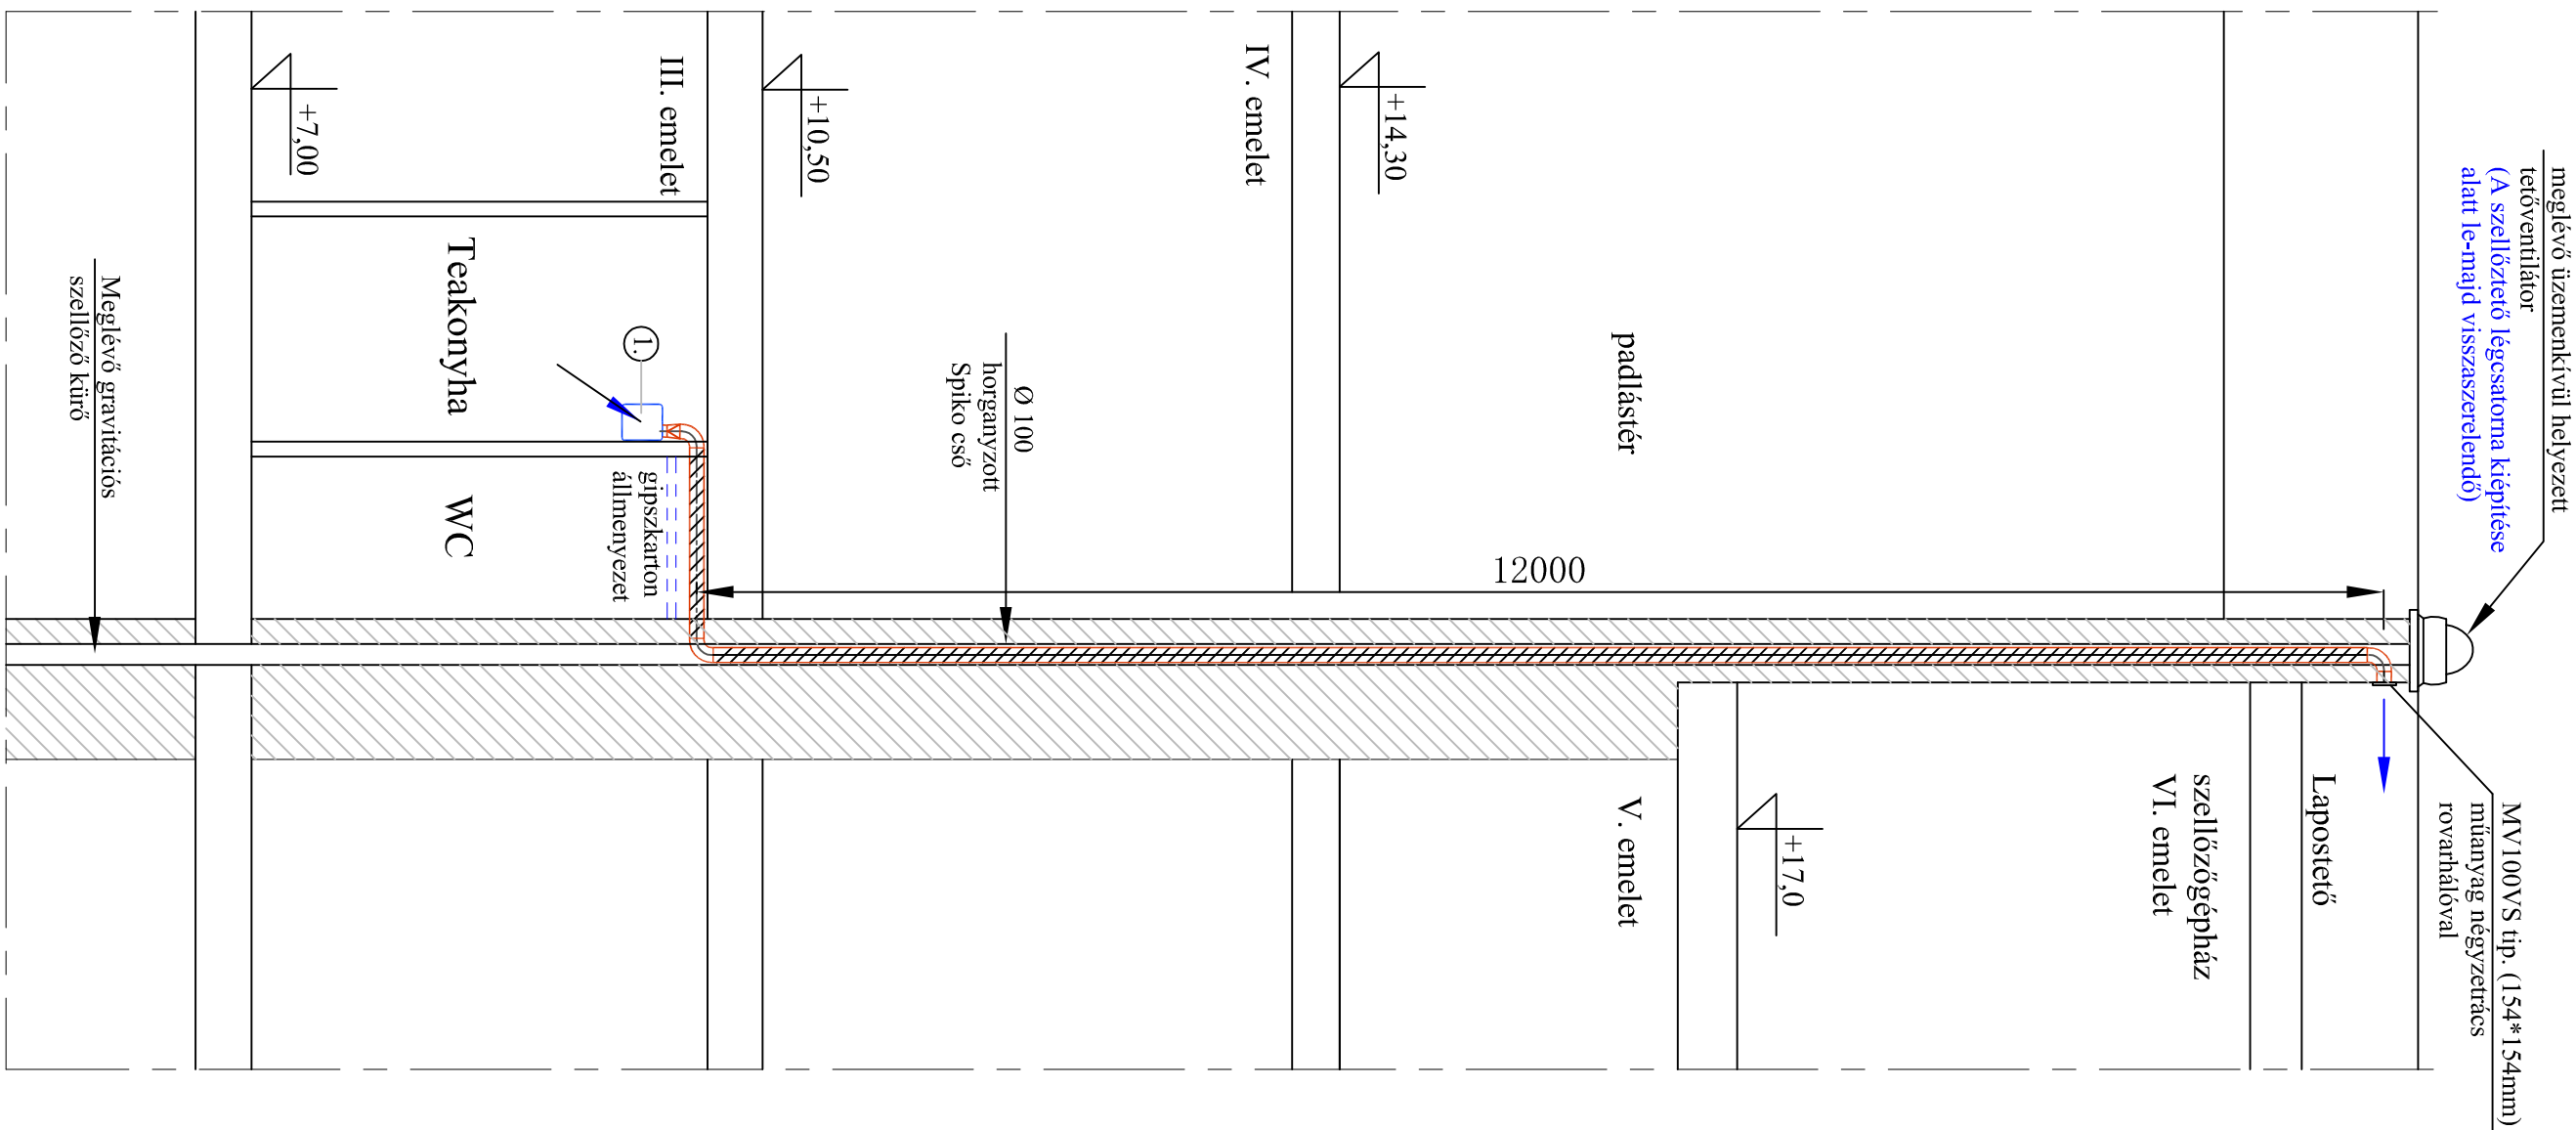 meglévő üzemenkívül helyezett
tetőventilátor
(A szellőztető légcsatorna kiépítése
alatt le-majd visszaszerelendő)
MV100VS tip. (154*154mm)
műanyag négyzetrács
rovarhálóval
Lapostető
szellőzőgépház
VI. emelet
+17,0
padlástér
V. emelet
12000
+14,30
IV. emelet
Ø 100
horganyzott
Spiko cső
+10,50
III. emelet
1.
gipszkarton
állmenyezet
Teakonyha
WC
+7,00
Meglévő gravitációs
szellőző kürő